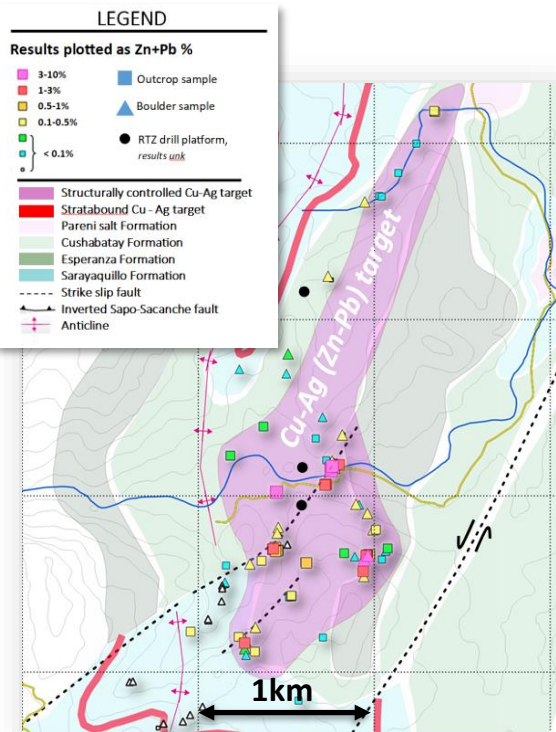 LEGEND
Results plotted as Zn+Pb %
3-10%
1-3%
0.5-1%
0.1-0.5%
< 0.1%
Outcrop sample
Boulder sample
RTZ drill platform,
results unk
Structurally controlled Cu-Ag target
Stratabound Cu - Ag target
Pareni salt Formation
Cushabatay Formation
Esperanza Formation
Sarayaquillo Formation
Strike slip fault
Inverted Sapo-Sacanche fault
Anticline
Cu-Ag (Zn-Pb) target
1km